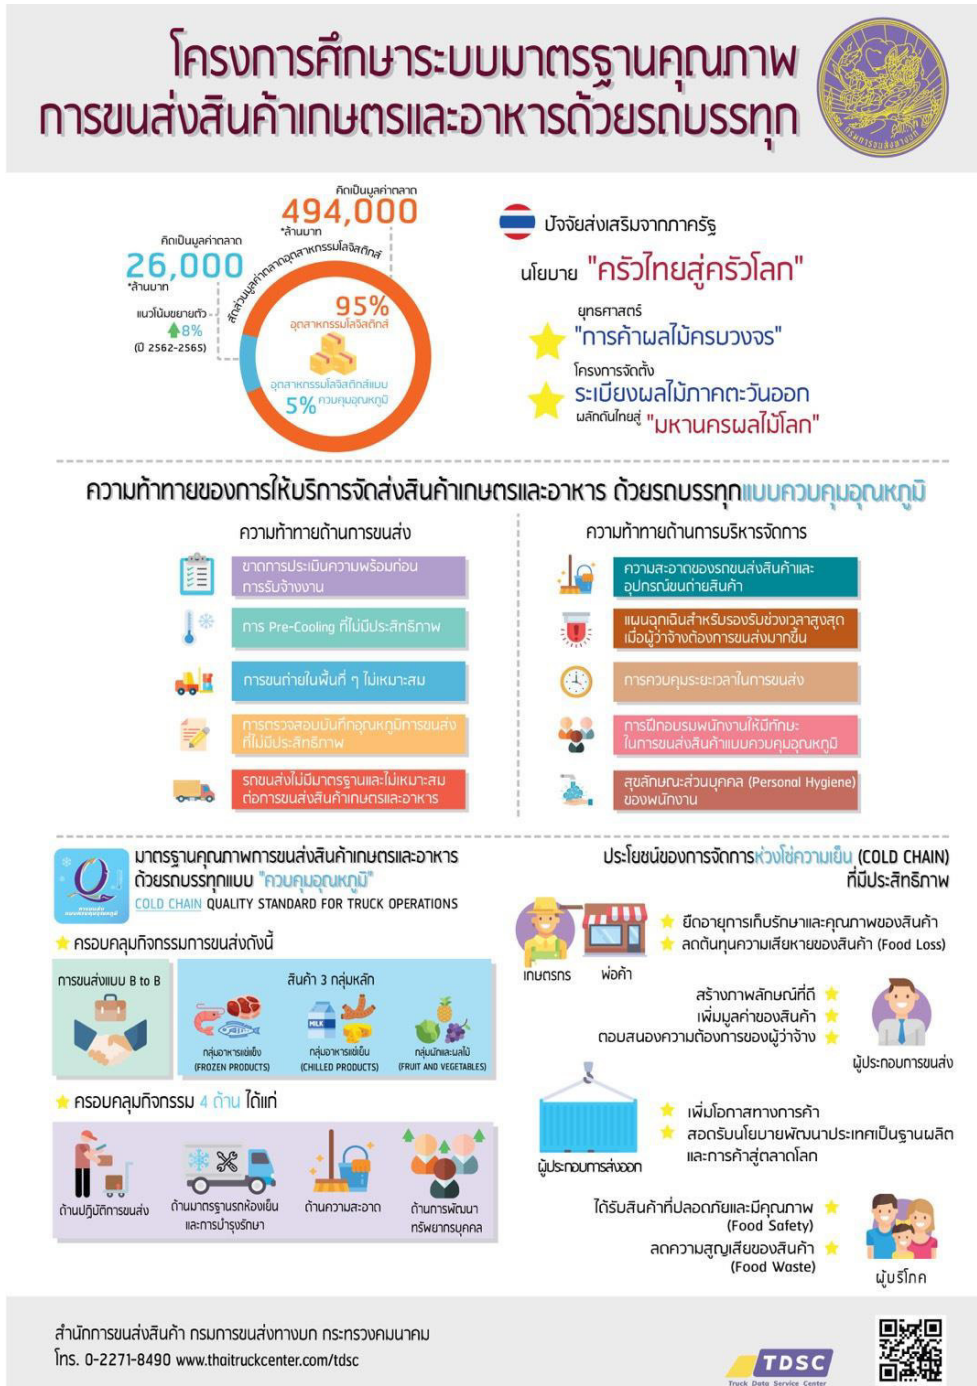 โครงการศึกษาระบบมาตรฐานคุณภาพ
การขนส่งสินค้าเกษตรและอาหารด้วยรถบรรทุก
กรมการขนส่งทางบก
คิดเป็นมูลค่าตลาด
494,000
*ล้านบาท
คิดเป็นมูลค่าตลาด
26,000
*ล้านบาท
แนวโน้มขยายตัว
8%
(ปี 2562-2565)
สัดส่วนมูลค่าตลาดอุตสาหกรรมโลจิสติกส์
95%
อุตสาหกรรมโลจิสติกส์
อุตสาหกรรมโลจิสติกส์แบบ
5% ควบคุมอุณหภูมิ
ปัจจัยส่งเสริมจากภาครัฐ
นโยบาย "ครัวไทยสู่ครัวโลก"
ยุทธศาสตร์
"การค้าผลไม้ครบวงจร"
โครงการจัดตั้ง
ระเบียงผลไม้ภาคตะวันออก
ผลักดันไทยสู่ "มหานครผลไม้โลก"
ความท้าทายของการให้บริการจัดส่งสินค้าเกษตรและอาหาร ด้วยรถบรรทุกแบบควบคุมอุณหภูมิ
ความท้าทายด้านการขนส่ง
ขาดการประเมินความพร้อมก่อน
การรับจ้างงาน
การ Pre-Cooling ที่ไม่มีประสิทธิภาพ
การขนถ่ายในพื้นที่ ๆ ไม่เหมาะสม
การตรวจสอบบันทึกอุณหภูมิการขนส่ง
ที่ไม่มีประสิทธิภาพ
รถขนส่งไม่มีมาตรฐานและไม่เหมาะสม
ต่อการขนส่งสินค้าเกษตรและอาหาร
ความท้าทายด้านการบริหารจัดการ
ความสะอาดของรถขนส่งสินค้าและ
อุปกรณ์ขนถ่ายสินค้า
แผนฉุกเฉินสำหรับรองรับช่วงเวลาสูงสุด
เมื่อผู้ว่าจ้างต้องการขนส่งมากขึ้น
การควบคุมระยะเวลาในการขนส่ง
การฝึกอบรมพนักงานให้มีทักษะ
ในการขนส่งสินค้าแบบควบคุมอุณหภูมิ
สุขลักษณะส่วนบุคคล (Personal Hygiene)
ของพนักงาน
Q
มาตรฐานคุณภาพการขนส่งสินค้าเกษตรและอาหาร
ด้วยรถบรรทุกแบบ "ควบคุมอุณหภูมิ"
COLD CHAIN QUALITY STANDARD FOR TRUCK OPERATIONS
ครอบคลุมกิจกรรมการขนส่งดังนี้
การขนส่งแบบ B to B
สินค้า 3 กลุ่มหลัก
MILK
กลุ่มอาหารแช่แข็ง
(FROZEN PRODUCTS)
กลุ่มอาหารแช่เย็น
(CHILLED PRODUCTS)
กลุ่มผักและผลไม้
(FRUIT AND VEGETABLES)
ครอบคลุมกิจกรรม 4 ด้าน ได้แก่
ด้านปฏิบัติการขนส่ง
ด้านมาตรฐานรถห้องเย็น
และการบำรุงรักษา
ด้านความสะอาด
ด้านการพัฒนา
ทรัพยากรบุคคล
ประโยชน์ของการจัดการห่วงโซ่ความเย็น (COLD CHAIN)
ที่มีประสิทธิภาพ
เกษตรกร
พ่อค้า
ยืดอายุการเก็บรักษาและคุณภาพของสินค้า
ลดต้นทุนความเสียหายของสินค้า (Food Loss)
สร้างภาพลักษณ์ที่ดี
เพิ่มมูลค่าของสินค้า
ตอบสนองความต้องการของผู้ว่าจ้าง
ผู้ประกอบการขนส่ง
ผู้ประกอบการส่งออก
เพิ่มโอกาสทางการค้า
สอดรับนโยบายพัฒนาประเทศเป็นฐานผลิต
และการค้าสู่ตลาดโลก
ได้รับสินค้าที่ปลอดภัยและมีคุณภาพ
(Food Safety)
ลดความสูญเสียของสินค้า
(Food Waste)
ผู้บริโภค
สำนักการขนส่งสินค้า กรมการขนส่งทางบก กระทรวงคมนาคม
โทร. 0-2271-8490 www.thaitruckcenter.com/tdsc
TDSC
Truck Data Service Center